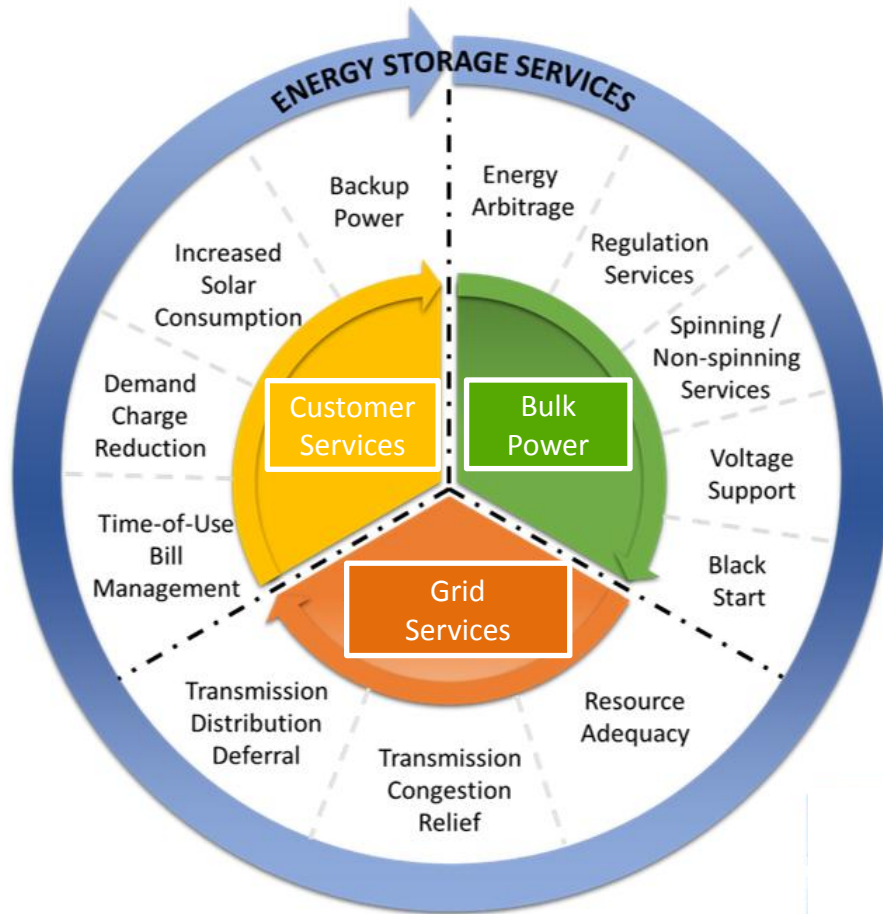 ENERGY STORAGE SERVICES
Energy
Arbitrage
Regulation
Services
Spinning /
Non-spinning
Services
Voltage
Support
Black
Start
Resource
Adequacy
Transmission
Congestion
Relief
Transmission
Distribution
Deferral
Time-of-Use
Bill
Management
Demand
Charge
Reduction
Increased
Solar
Consumption
Backup
Power
Customer
Services
Bulk
Power
Grid
Services